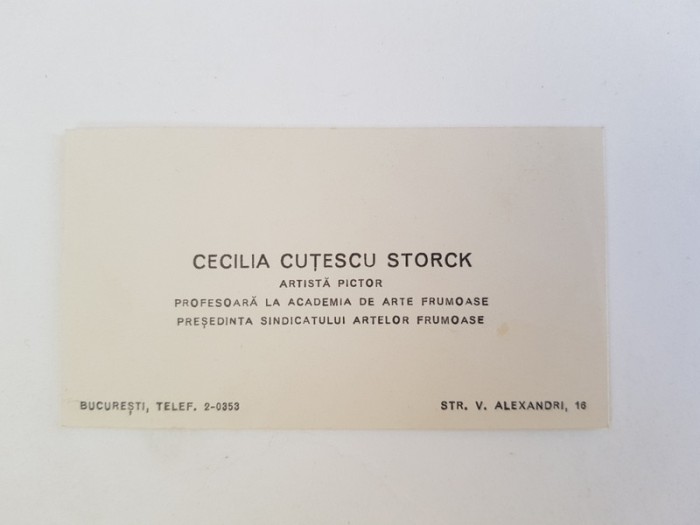 CECILIA CUȚESCU STORCK
ARTISTĂ PICTOR
PROFESOARĂ LA ACADEMIA DE ARTE FRUMOASE
PREȘEDINTA SINDICATULUI ARTELOR FRUMOASE
BUCUREȘTI, TELEF. 2-0353 STR. V. ALEXANDRI, 16